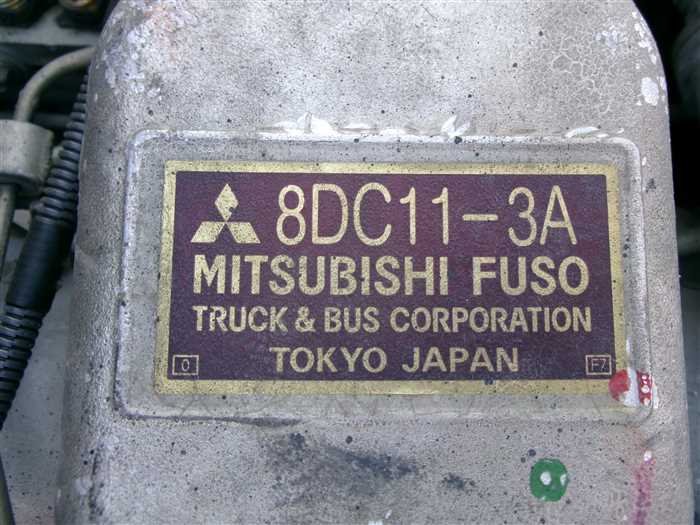 8DC11-3A
MITSUBISHI FUSO
TRUCK & BUS CORPORATION
TOKYO JAPAN
0 F7